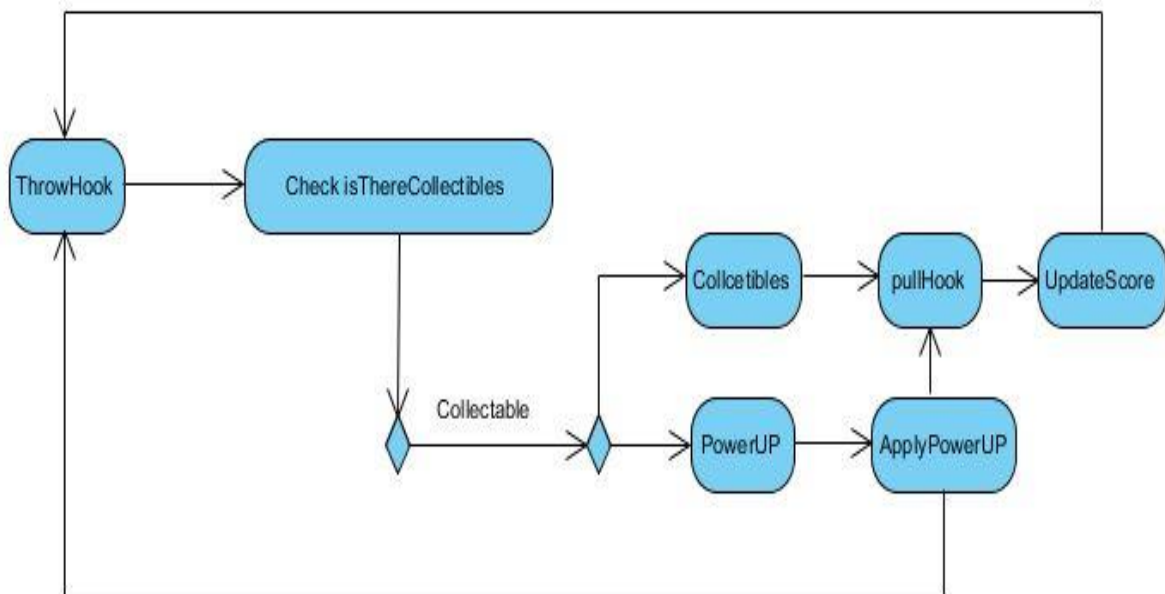 ThrowHook
Check isThereCollectibles
Collcetibles
pullHook
UpdateScore
Collectable
PowerUP
ApplyPowerUP